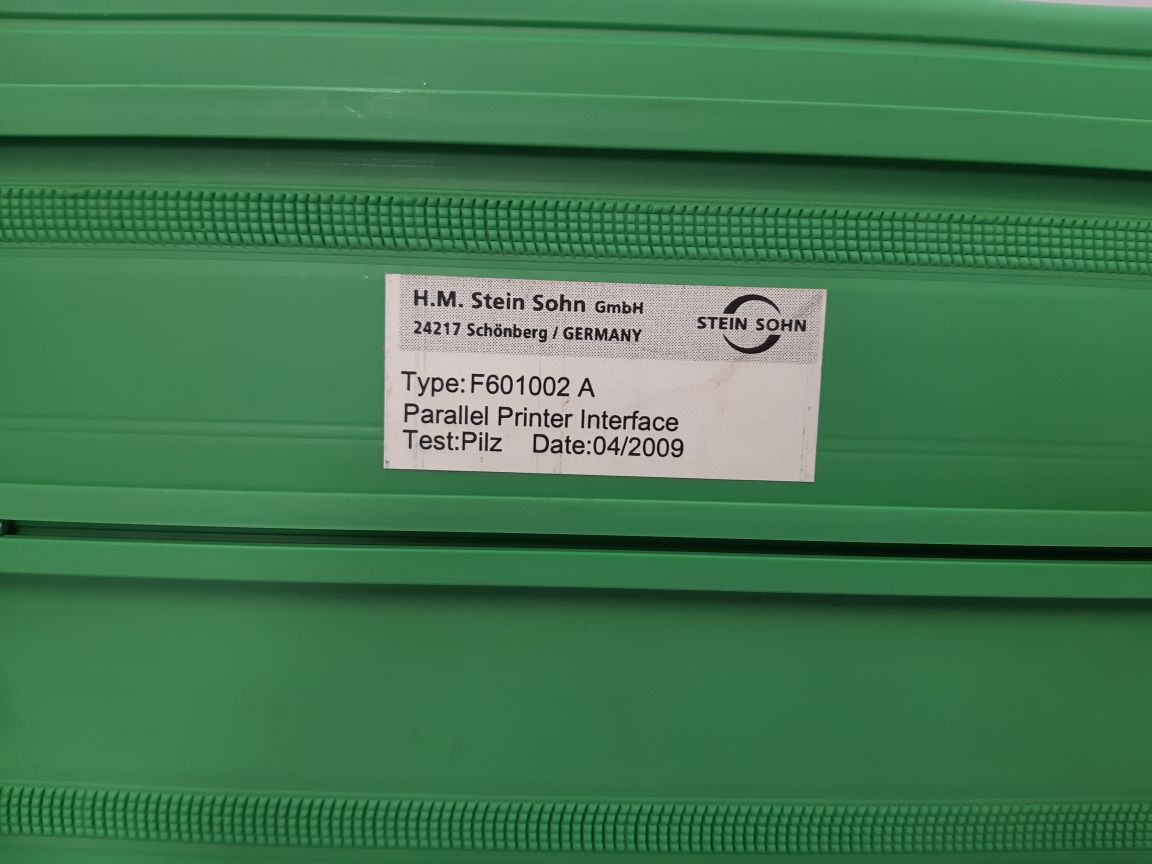 H.M. Stein Sohn GmbH
24217 Schönberg / GERMANY
STEIN SOHN
Type:F601002 A
Parallel Printer Interface
Test:Pilz Date:04/2009